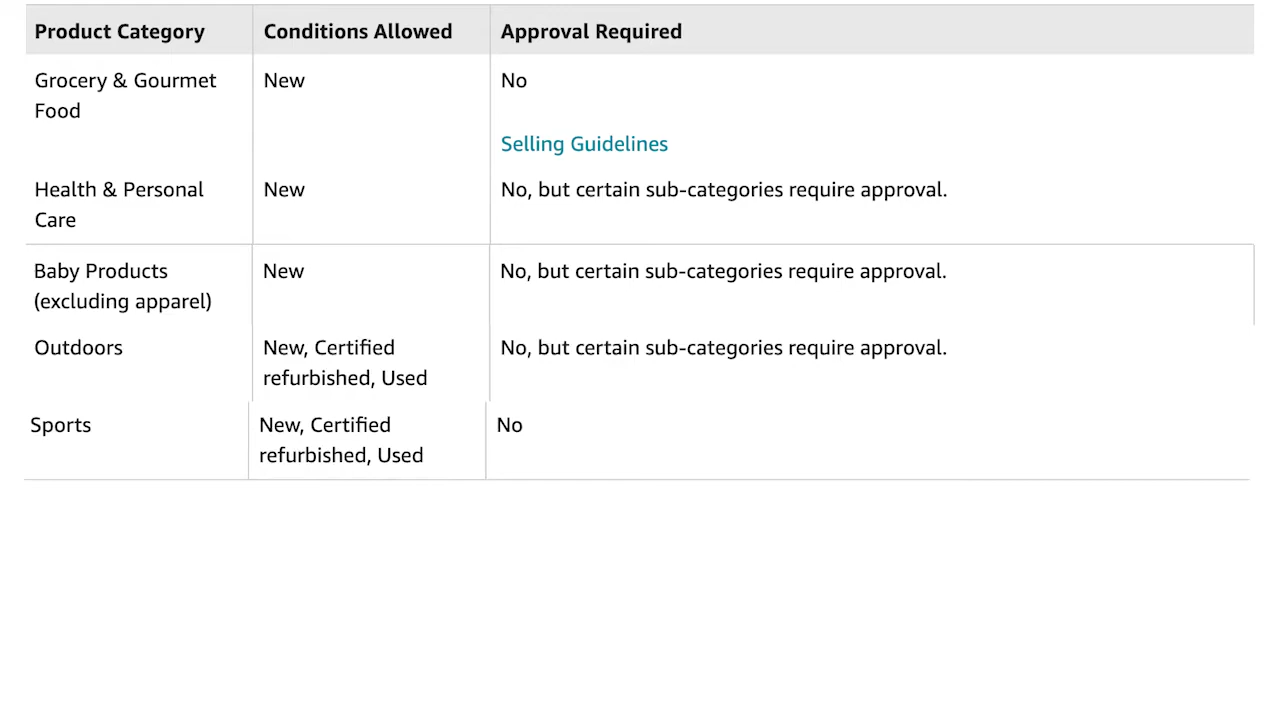 Product Category Conditions Allowed Approval Required
Grocery & Gourmet New No
Food
Selling Guidelines
Health & Personal New No, but certain sub-categories require approval.
Care
Baby Products New No, but certain sub-categories require approval.
(excluding apparel)
Outdoors New, Certified No, but certain sub-categories require approval.
refurbished, Used
Sports New, Certified No
refurbished, Used